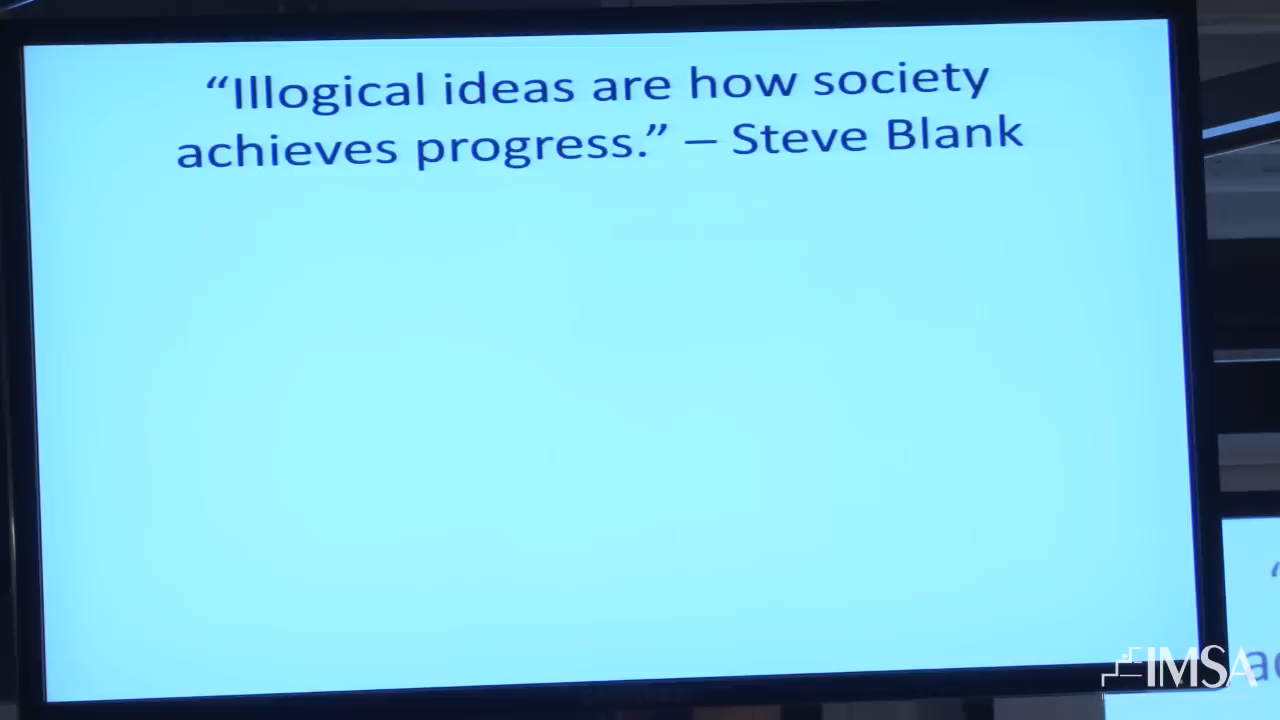 “Illogical ideas are how society
achieves progress.” – Steve Blank
IMSA